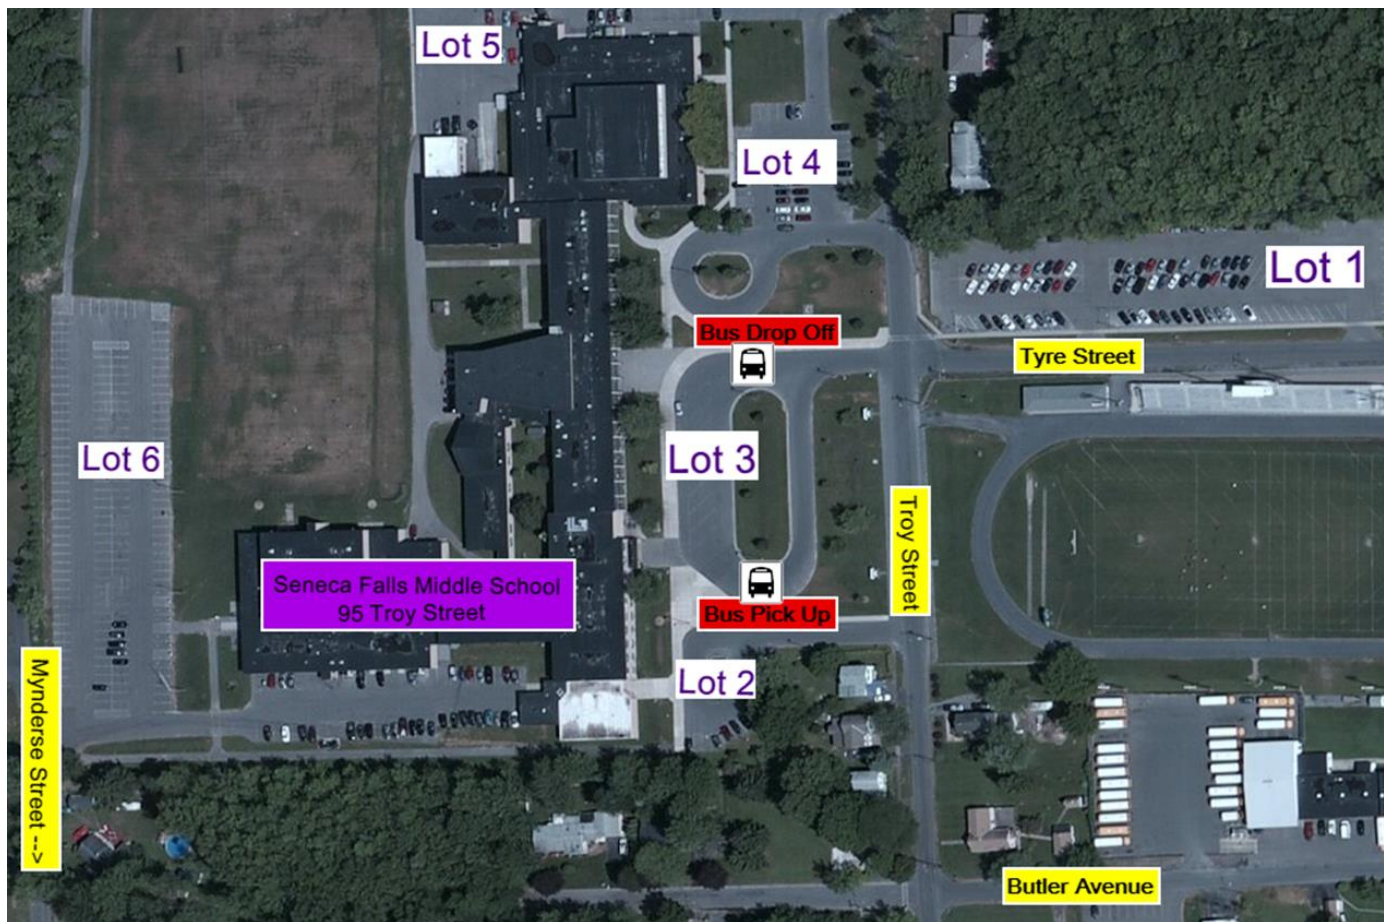 Lot 5
Lot 4
Lot 1
Bus Drop Off
Tyre Street
Lot 6
Lot 3
Troy Street
Seneca Falls Middle School
95 Troy Street
Bus Pick Up
Lot 2
Mynderse Street -->
Butler Avenue